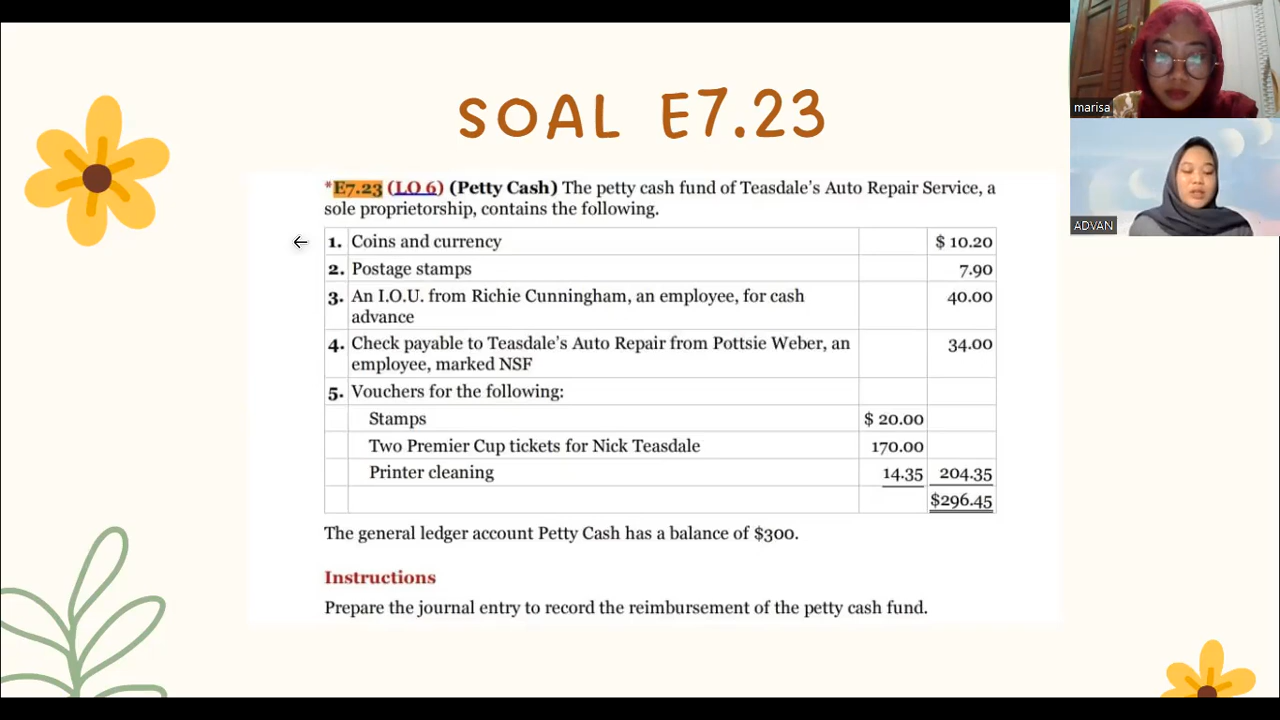 SOAL E7.23
*E7.23 (LO 6) (Petty Cash) The petty cash fund of Teasdale's Auto Repair Service, a
sole proprietorship, contains the following.
1. Coins and currency $ 10.20
2. Postage stamps 7.90
3. An I.O.U. from Richie Cunningham, an employee, for cash 40.00
advance
4. Check payable to Teasdale's Auto Repair from Pottsie Weber, an 34.00
employee, marked NSF
5. Vouchers for the following:
Stamps $ 20.00
Two Premier Cup tickets for Nick Teasdale 170.00
Printer cleaning 14.35 204.35
$296.45
The general ledger account Petty Cash has a balance of $300.
Instructions
Prepare the journal entry to record the reimbursement of the petty cash fund.
marisa
ADVAN